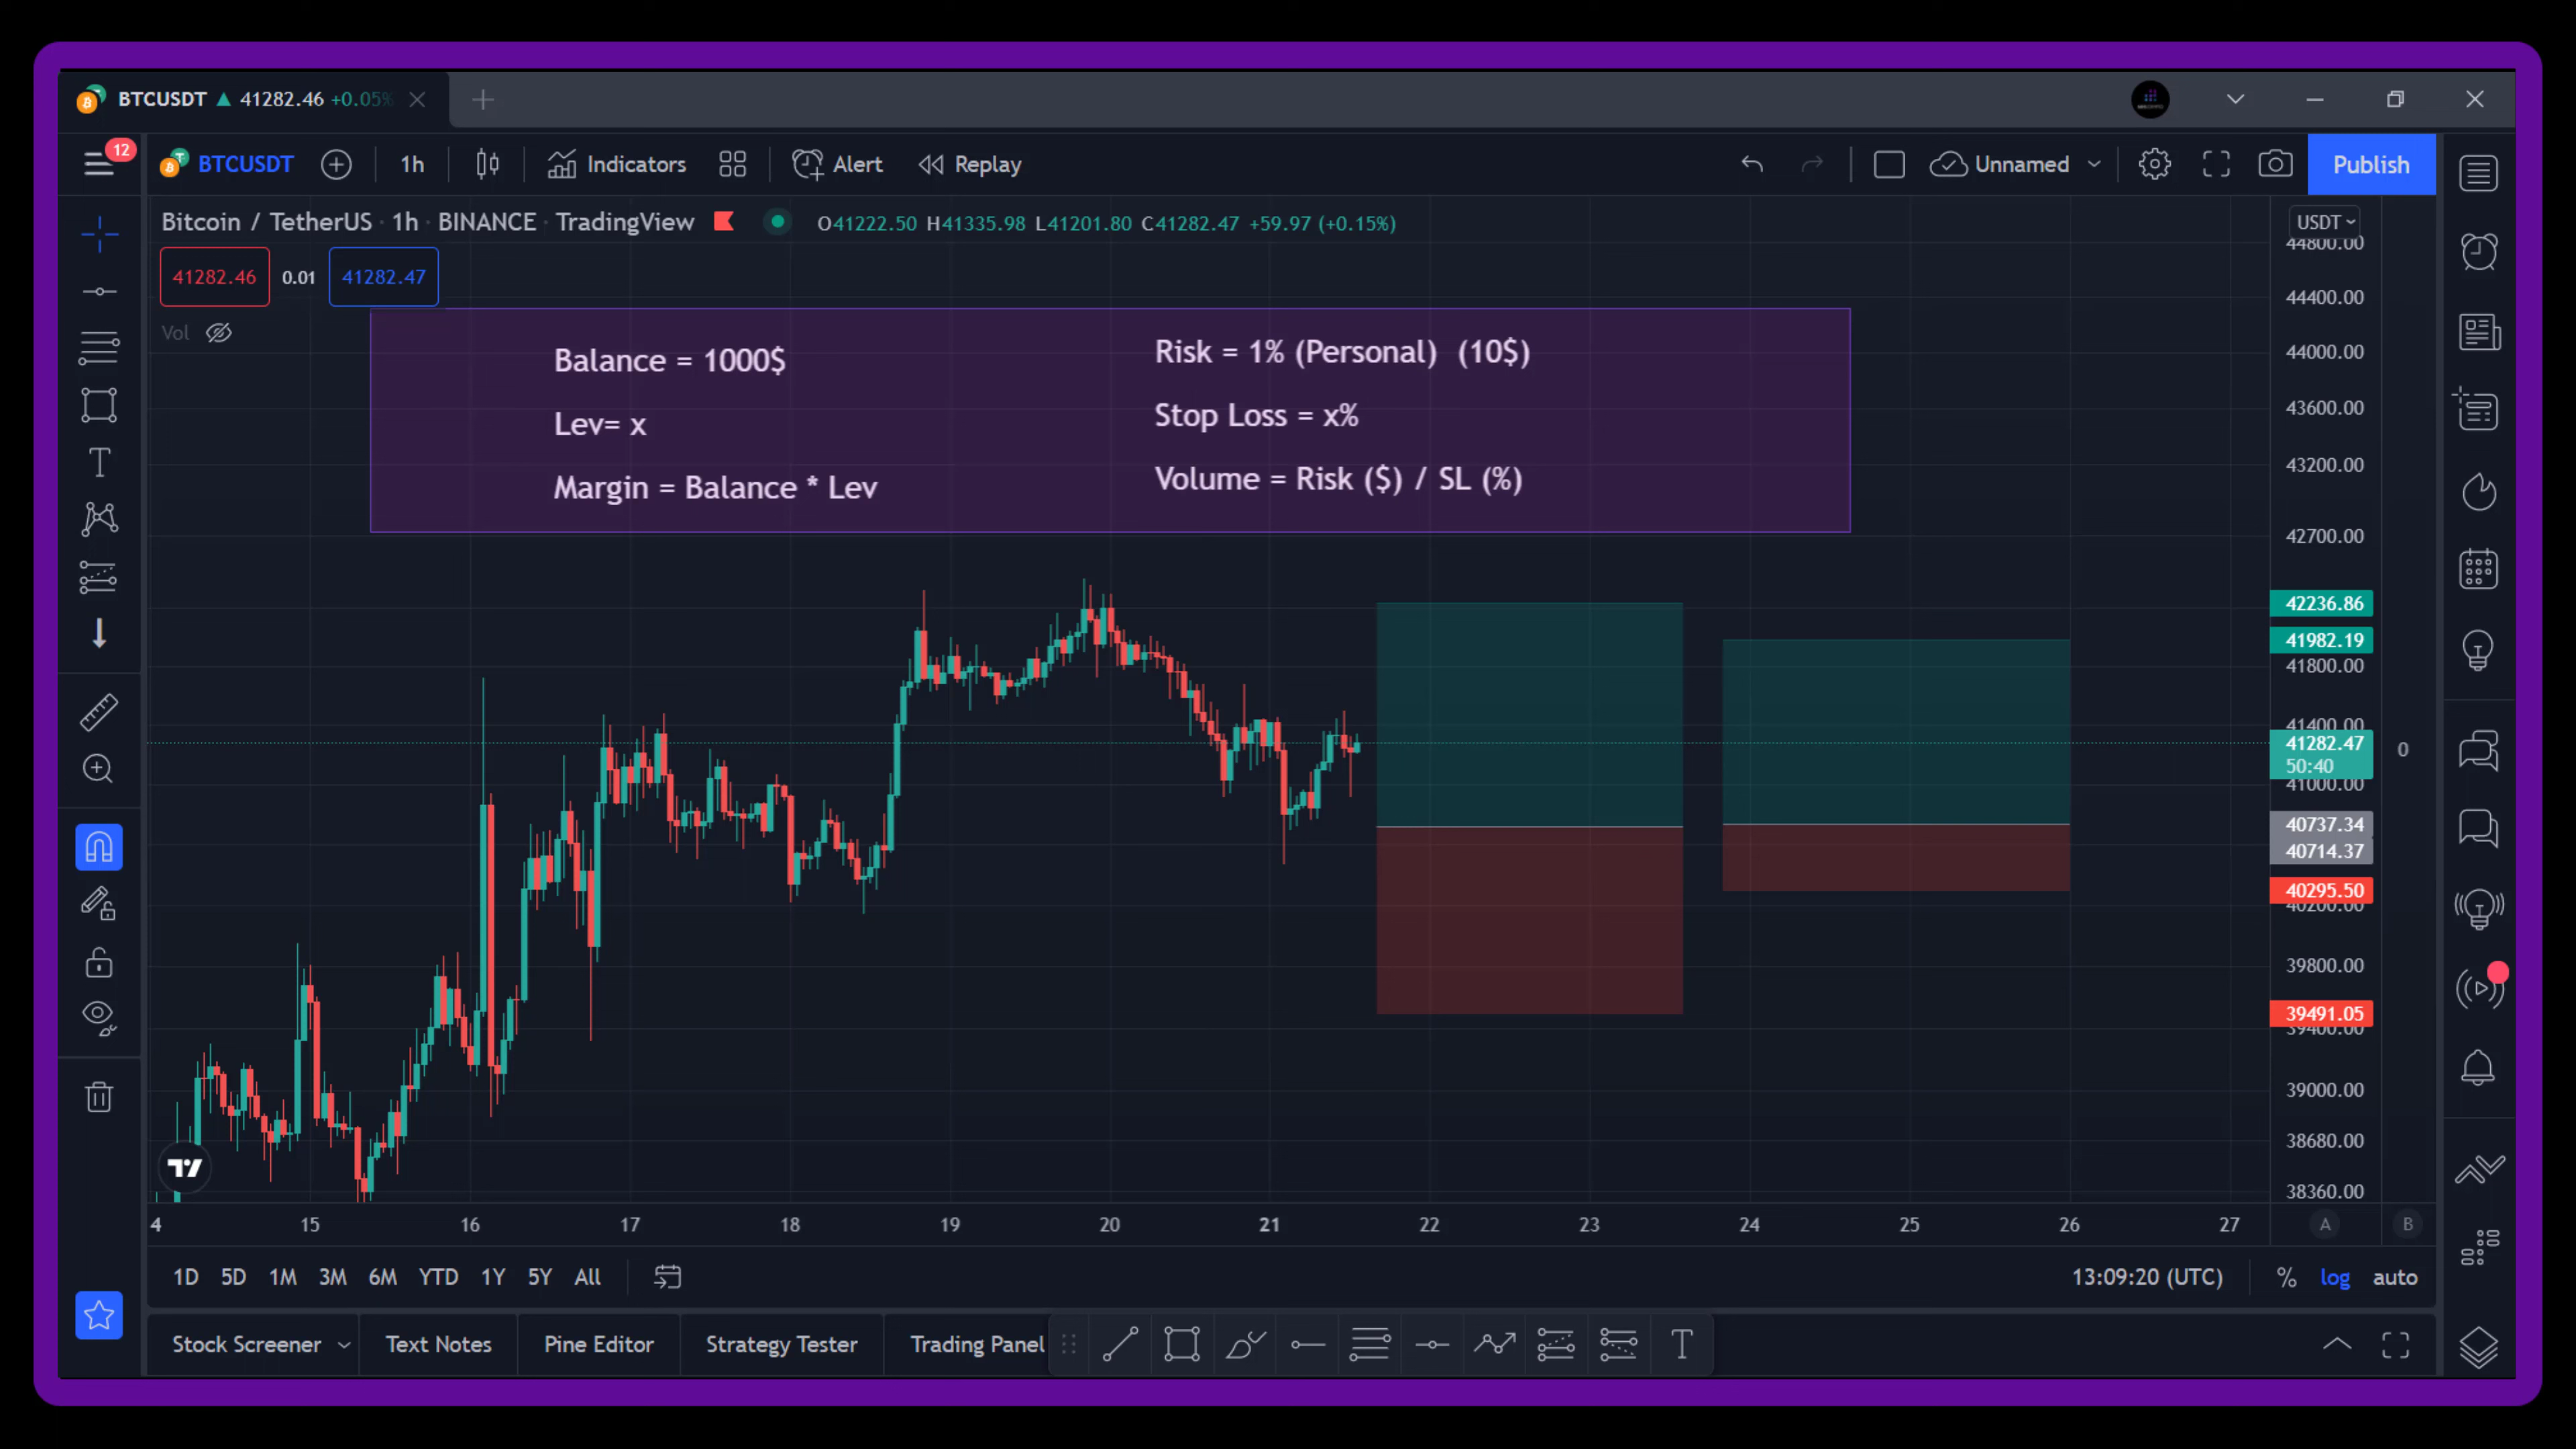 BTCUSDT ▲ 41282.46 +0.05%
12
BTCUSDT 1h Indicators Alert Replay Unnamed Publish
Bitcoin / TetherUS · 1h · BINANCE · TradingView O41222.50 H41335.98 L41201.80 C41282.47 +59.97 (+0.15%)
USDT
41282.46 0.01 41282.47
Vol
Balance = 1000$
Lev= x
Margin = Balance * Lev
Risk = 1% (Personal) (10$)
Stop Loss = x%
Volume = Risk ($) / SL (%)
44800.00
44400.00
44000.00
43600.00
43200.00
42700.00
42236.86
41982.19
41800.00
41400.00
41282.47
50:40
0
41000.00
40737.34
40714.37
40295.50
40200.00
39800.00
39491.05
39400.00
39000.00
38680.00
38360.00
4 15 16 17 18 19 20 21 22 23 24 25 26 27 A B
1D 5D 1M 3M 6M YTD 1Y 5Y All 13:09:20 (UTC) % log auto
Stock Screener Text Notes Pine Editor Strategy Tester Trading Panel